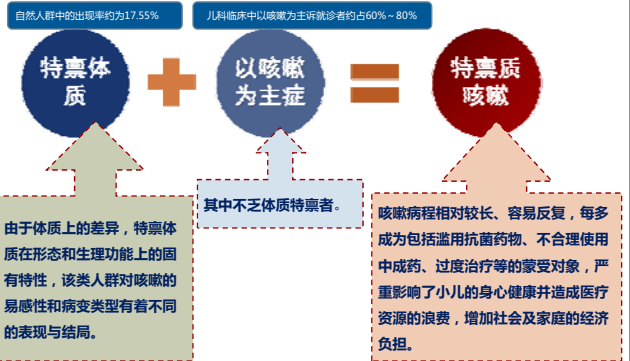 自然人群中的出现率约为17.55%
儿科临床中以咳嗽为主诉就诊者约占60%～80%
特禀体
质
以咳嗽
为主症
特禀质
咳嗽
由于体质上的差异，特禀体
质在形态和生理功能上的固
有特性，该类人群对咳嗽的
易感性和病变类型有着不同
的表现与结局。
其中不乏体质特禀者。
咳嗽病程相对较长、容易反复，每多
成为包括滥用抗菌药物、不合理使用
中成药、过度治疗等的蒙受对象，严
重影响了小儿的身心健康并造成医疗
资源的浪费，增加社会及家庭的经济
负担。